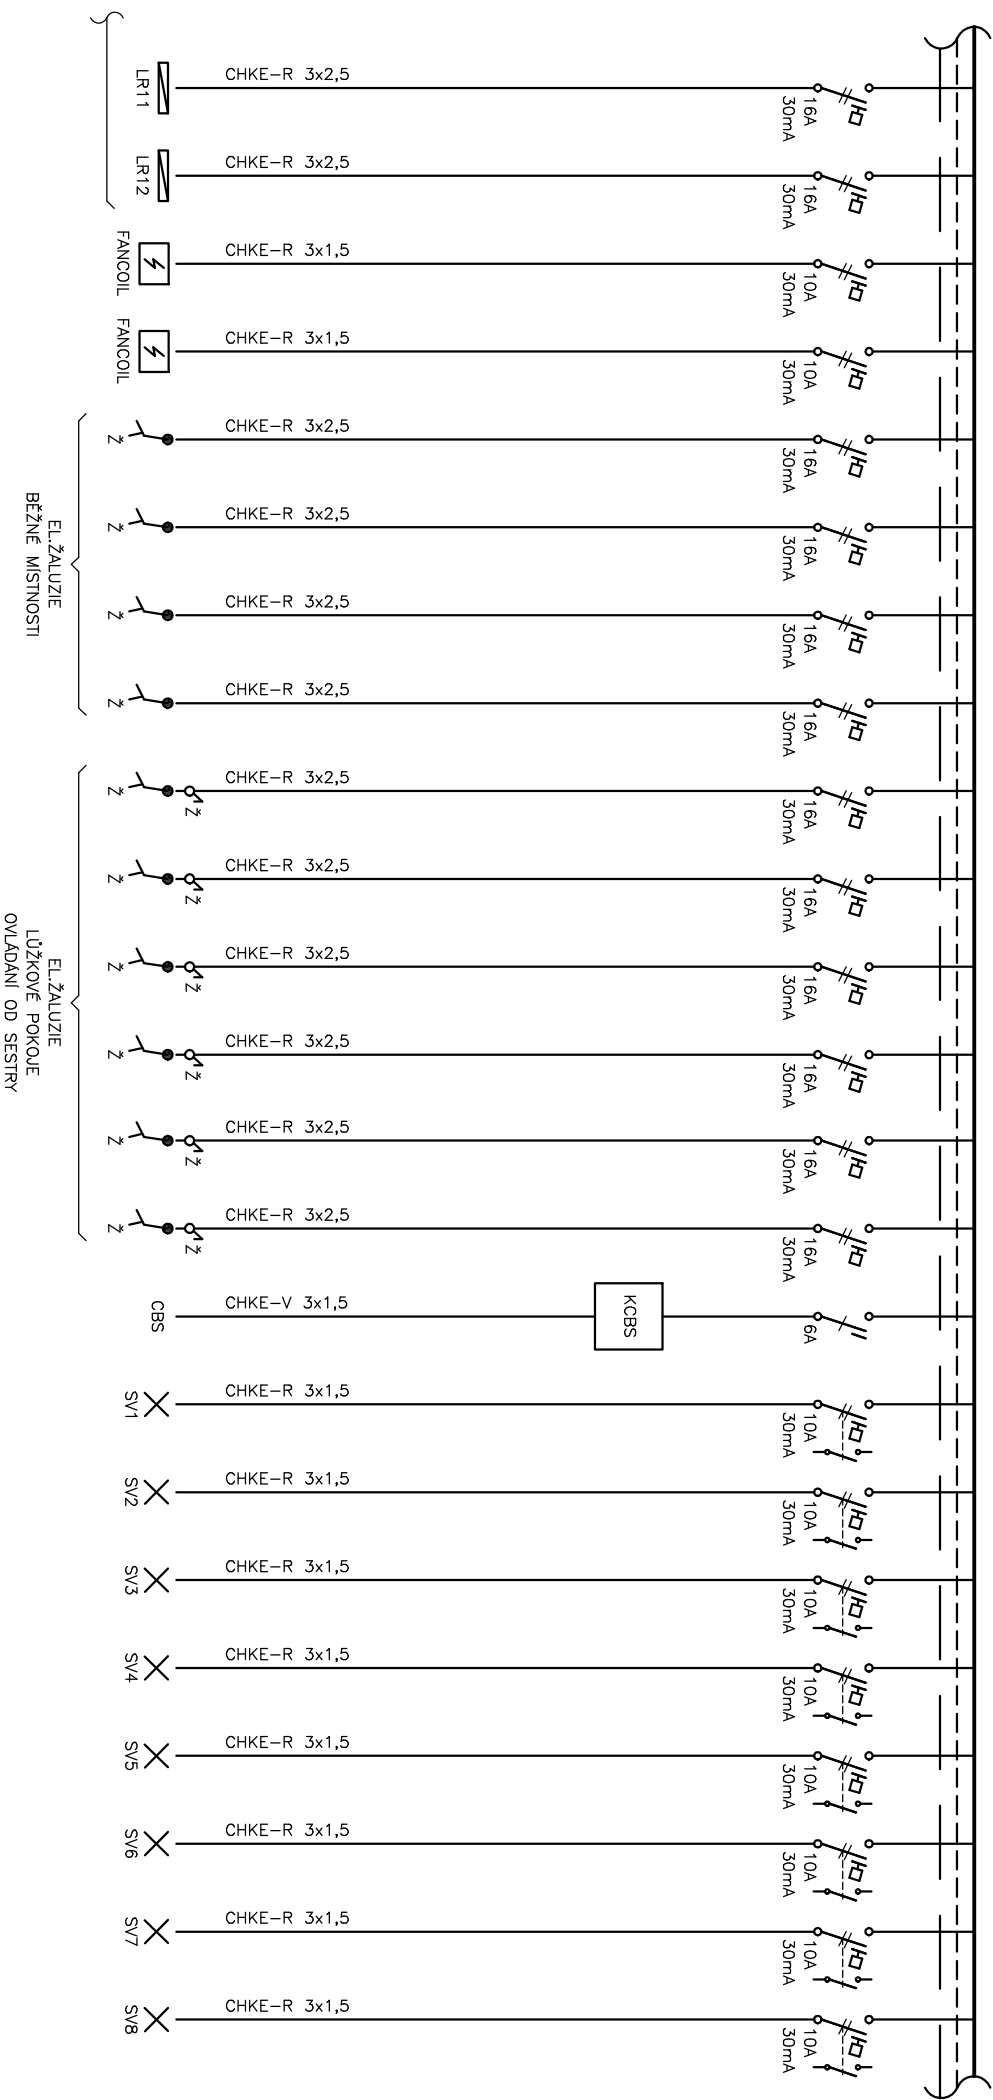 CHKE-R 3x2,5
LR11
16A
30mA
CHKE-R 3x2,5
LR12
16A
30mA
CHKE-R 3x1,5
FANCOIL
10A
30mA
CHKE-R 3x1,5
FANCOIL
10A
30mA
CHKE-R 3x2,5
Ž
16A
30mA
CHKE-R 3x2,5
Ž
16A
30mA
CHKE-R 3x2,5
Ž
16A
30mA
CHKE-R 3x2,5
Ž
16A
30mA
EL.ŽALUZIE
BĚŽNÉ MÍSTNOSTI
CHKE-R 3x2,5
Ž
Ž
16A
30mA
CHKE-R 3x2,5
Ž
Ž
16A
30mA
CHKE-R 3x2,5
Ž
Ž
16A
30mA
CHKE-R 3x2,5
Ž
Ž
16A
30mA
CHKE-R 3x2,5
Ž
Ž
16A
30mA
CHKE-R 3x2,5
Ž
Ž
16A
30mA
EL.ŽALUZIE
LŮŽKOVÉ POKOJE
OVLÁDÁNÍ OD SESTRY
CHKE-V 3x1,5
CBS
KCBS
6A
CHKE-R 3x1,5
SV1
10A
30mA
CHKE-R 3x1,5
SV2
10A
30mA
CHKE-R 3x1,5
SV3
10A
30mA
CHKE-R 3x1,5
SV4
10A
30mA
CHKE-R 3x1,5
SV5
10A
30mA
CHKE-R 3x1,5
SV6
10A
30mA
CHKE-R 3x1,5
SV7
10A
30mA
CHKE-R 3x1,5
SV8
10A
30mA